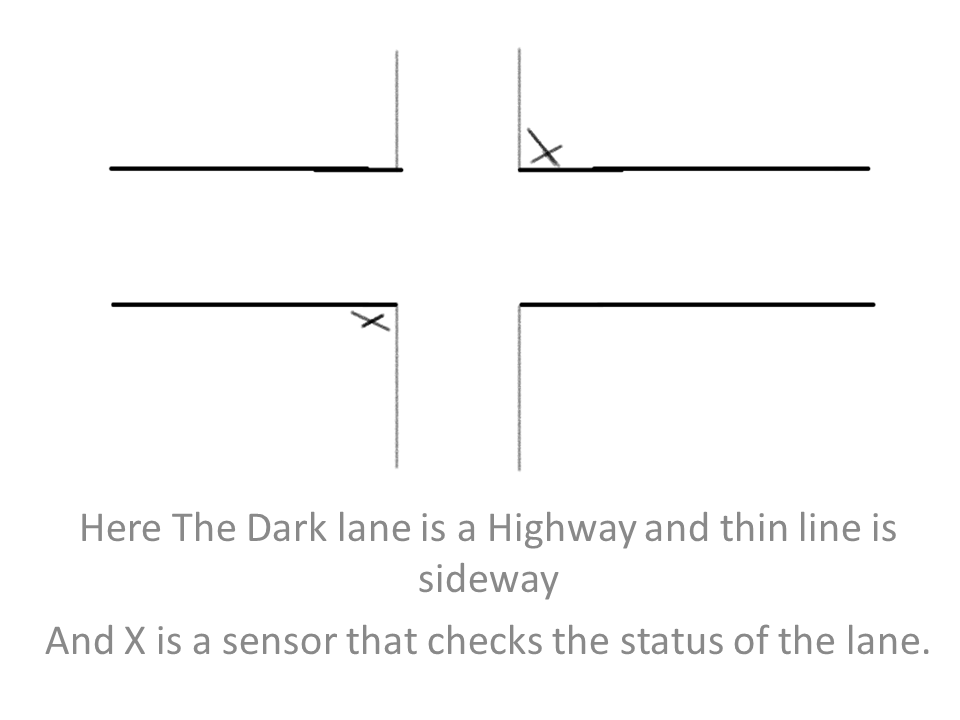 Here The Dark lane is a Highway and thin line is
sideway
And X is a sensor that checks the status of the lane.